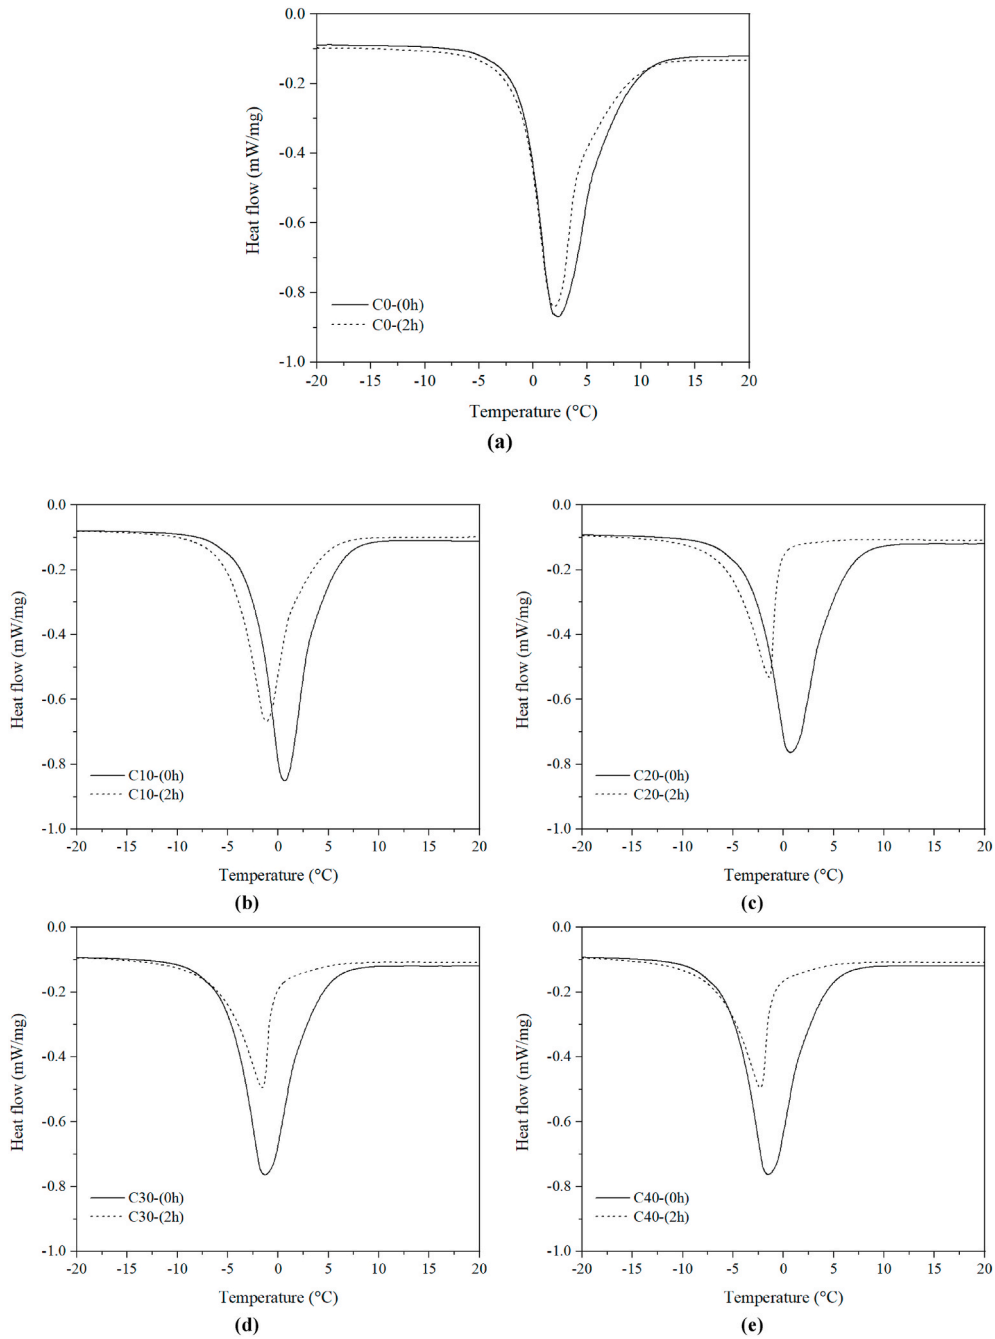 0.0
-0.2
-0.4
-0.6
-0.8
-1.0
Heat flow (mW/mg)
C0-(0h)
C0-(2h)
-20 -15 -10 -5 0 5 10 15 20
Temperature (°C)
(a)
0.0
-0.2
-0.4
-0.6
-0.8
-1.0
Heat flow (mW/mg)
C10-(0h)
C10-(2h)
-20 -15 -10 -5 0 5 10 15 20
Temperature (°C)
(b)
0.0
-0.2
-0.4
-0.6
-0.8
-1.0
Heat flow (mW/mg)
C20-(0h)
C20-(2h)
-20 -15 -10 -5 0 5 10 15 20
Temperature (°C)
(c)
0.0
-0.2
-0.4
-0.6
-0.8
-1.0
Heat flow (mW/mg)
C30-(0h)
C30-(2h)
-20 -15 -10 -5 0 5 10 15 20
Temperature (°C)
(d)
0.0
-0.2
-0.4
-0.6
-0.8
-1.0
Heat flow (mW/mg)
C40-(0h)
C40-(2h)
-20 -15 -10 -5 0 5 10 15 20
Temperature (°C)
(e)